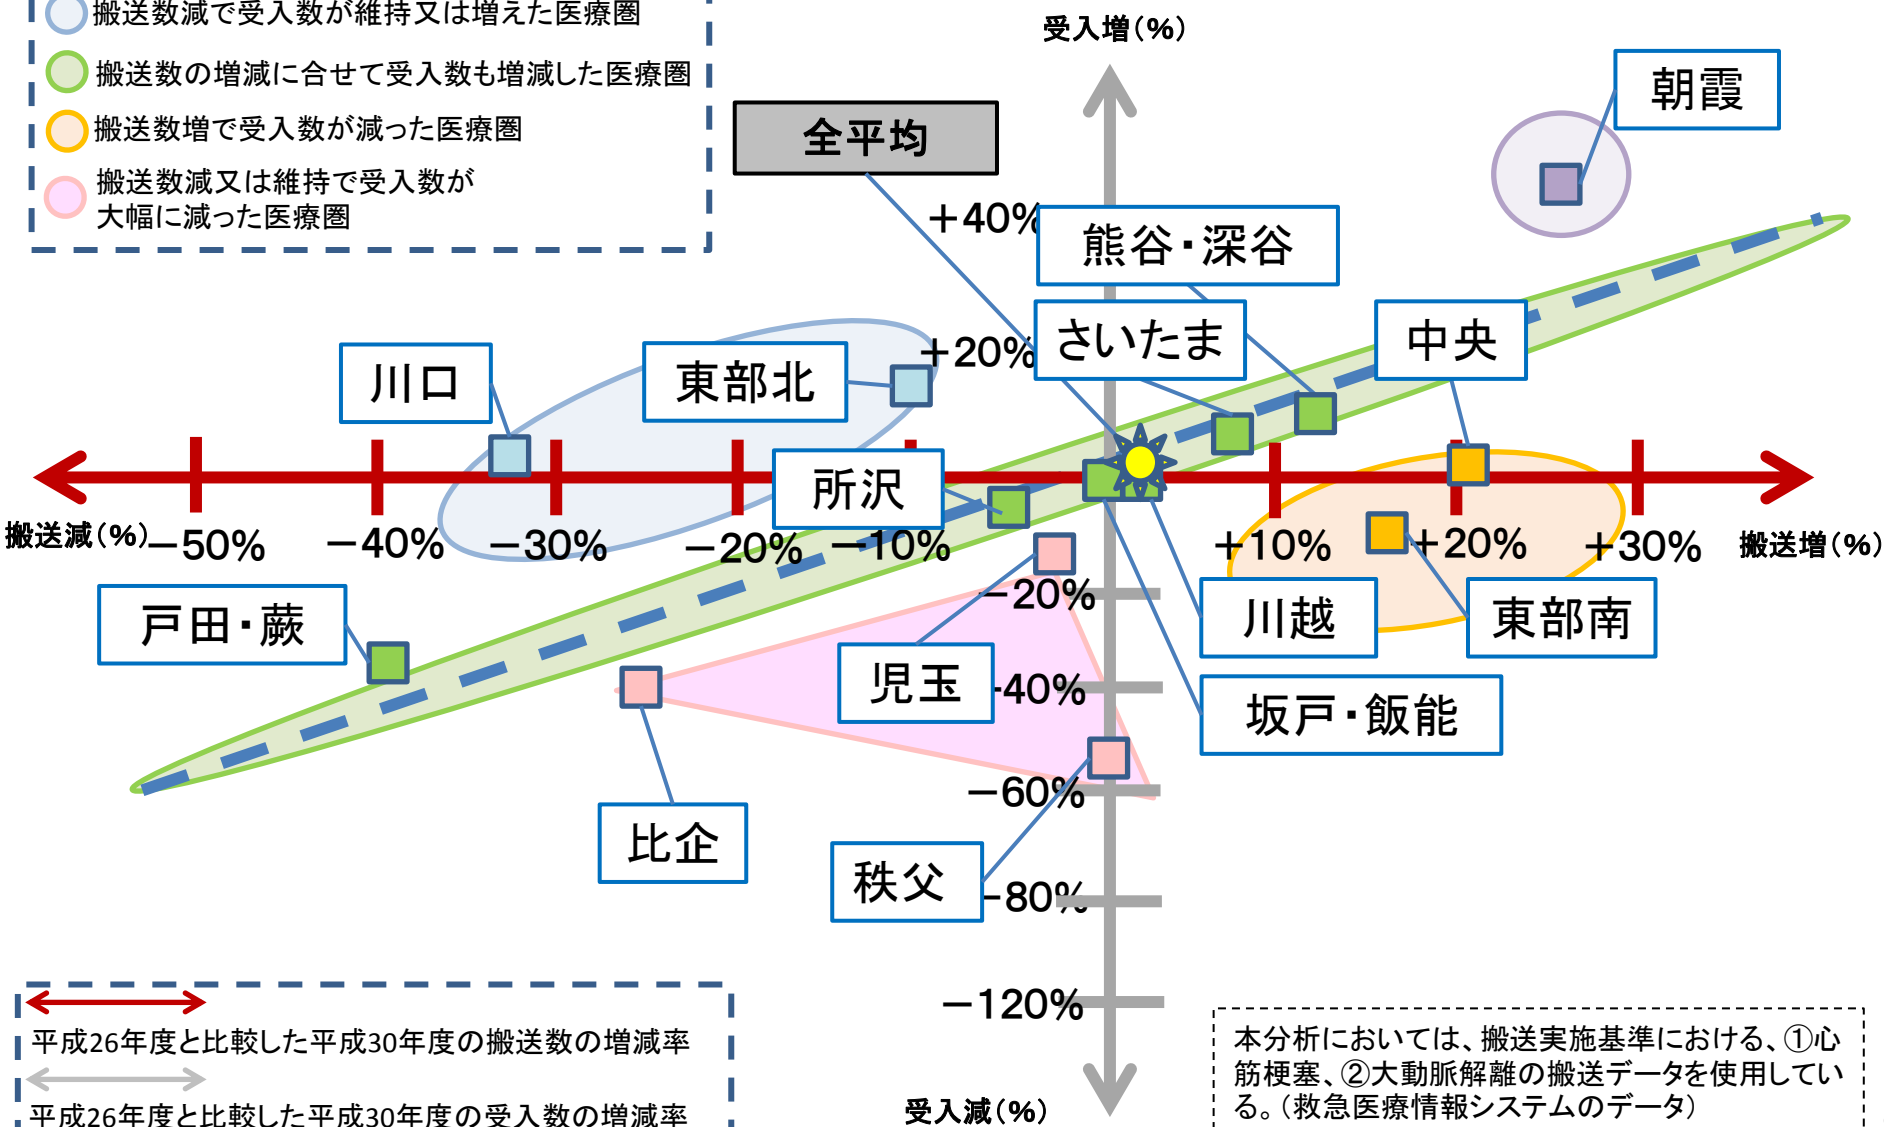 搬送数減で受入数が維持又は増えた医療圏
搬送数の増減に合せて受入数も増減した医療圏
搬送数増で受入数が減った医療圏
搬送数減又は維持で受入数が
大幅に減った医療圏
受入増(%)
朝霞
全平均
+40%
熊谷・深谷
+20%
さいたま
中央
川口
東部北
所沢
搬送減(%)
-50%
-40%
-30%
-20%
-10%
+10%
+20%
+30%
搬送増(%)
-20%
戸田・蕨
川越
東部南
児玉
-40%
坂戸・飯能
-60%
比企
秩父
-80%
-120%
受入減(%)
平成26年度と比較した平成30年度の搬送数の増減率
平成26年度と比較した平成30年度の受入数の増減率
本分析においては、搬送実施基準における、①心
筋梗塞、②大動脈解離の搬送データを使用してい
る。(救急医療情報システムのデータ)